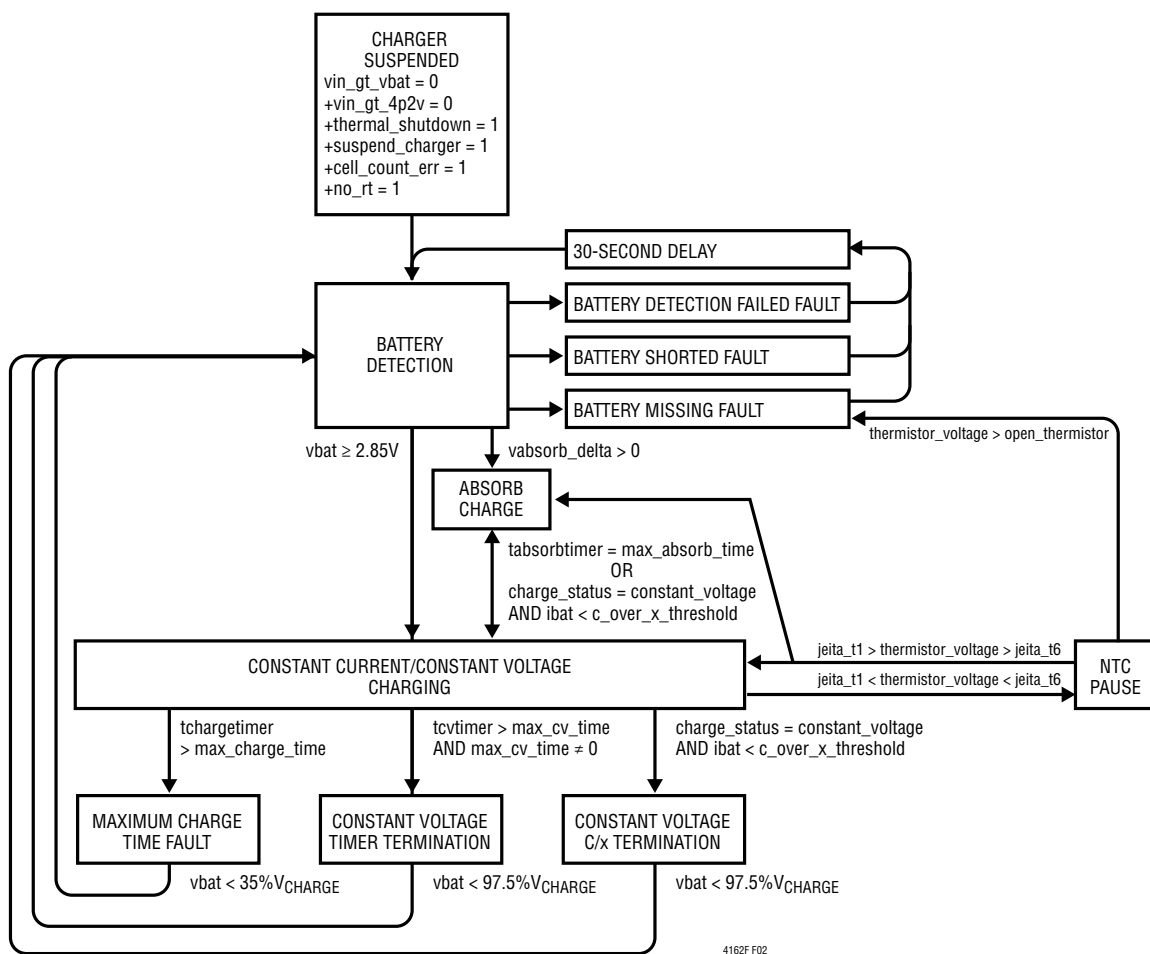 CHARGER
SUSPENDED
vin_gt_vbat = 0
+vin_gt_4p2v = 0
+thermal_shutdown = 1
+suspend_charger = 1
+cell_count_err = 1
+no_rt = 1
30-SECOND DELAY
BATTERY DETECTION FAILED FAULT
BATTERY
DETECTION
BATTERY SHORTED FAULT
BATTERY MISSING FAULT
thermistor_voltage > open_thermistor
vbat ≥ 2.85V
vabsorb_delta > 0
ABSORB
CHARGE
tabsorbtimer = max_absorb_time
OR
charge_status = constant_voltage
AND ibat < c_over_x_threshold
CONSTANT CURRENT/CONSTANT VOLTAGE
CHARGING
jeita_t1 > thermistor_voltage > jeita_t6
jeita_t1 < thermistor_voltage < jeita_t6
NTC
PAUSE
tchargetimer
> max_charge_time
tcvtimer > max_cv_time
AND max_cv_time ≠ 0
charge_status = constant_voltage
AND ibat < c_over_x_threshold
MAXIMUM CHARGE
TIME FAULT
CONSTANT VOLTAGE
TIMER TERMINATION
CONSTANT VOLTAGE
C/x TERMINATION
vbat < 35%VCHARGE
vbat < 97.5%VCHARGE
vbat < 97.5%VCHARGE
4162F F02